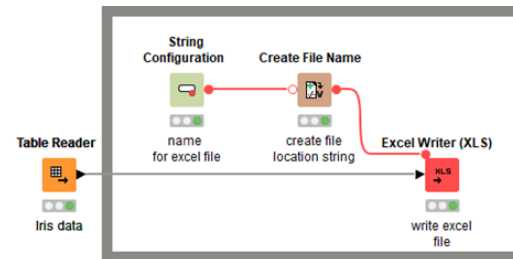 String
Configuration
Create File Name
name
for excel file
create file
location string
Table Reader
Excel Writer (XLS)
XLS
Iris data
write excel
file